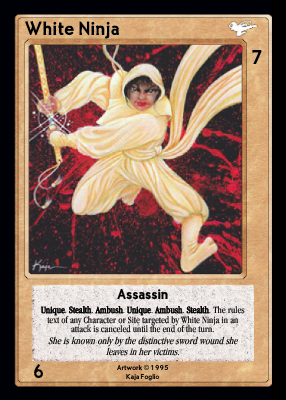 White Ninja
7
Kaja
Assassin
Unique. Stealth. Ambush. Unique. Ambush. Stealth. The rules
text of any Character or Site targeted by White Ninja in an
attack is canceled until the end of the turn.
She is known only by the distinctive sword wound she
leaves in her victims.
6
Artwork © 1995
Kaja Foglio